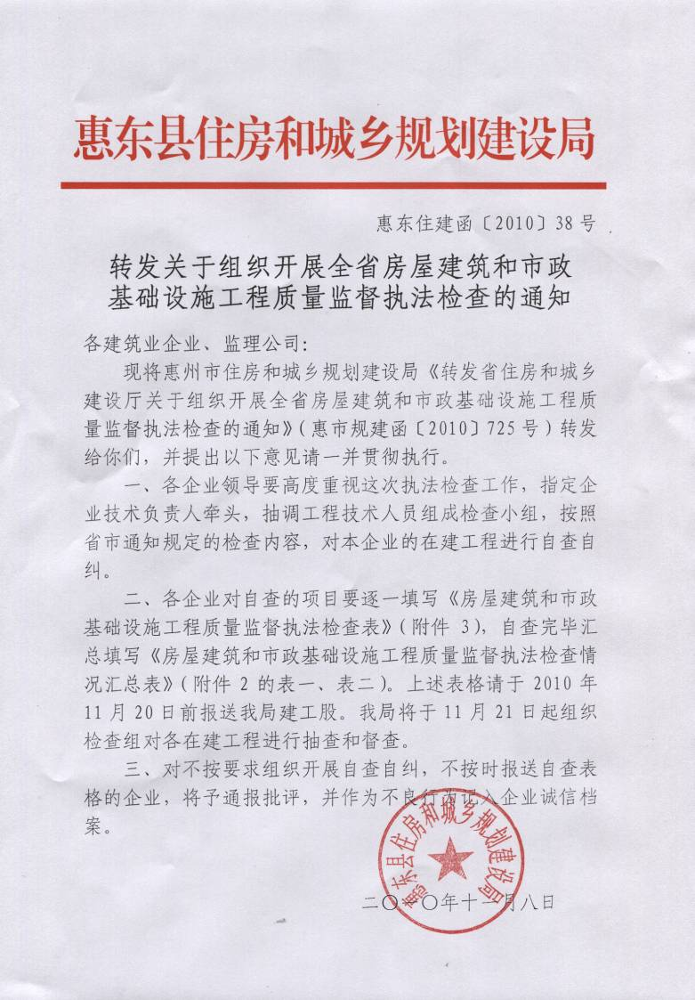 惠东县住房和城乡规划建设局
惠东住建函〔2010〕38号
转发关于组织开展全省房屋建筑和市政
基础设施工程质量监督执法检查的通知
各建筑业企业、监理公司：
现将惠州市住房和城乡规划建设局《转发省住房和城乡
建设厅关于组织开展全省房屋建筑和市政基础设施工程质
量监督执法检查的通知》（惠市规建函〔2010〕725号）转发
给你们，并提出以下意见请一并贯彻执行。
一、各企业领导要高度重视这次执法检查工作，指定企
业技术负责人牵头，抽调工程技术人员组成检查小组，按照
省市通知规定的检查内容，对本企业的在建工程进行自查自
纠。
二、各企业对自查的项目要逐一填写《房屋建筑和市政
基础设施工程质量监督执法检查表》（附件 3），自查完毕汇
总填写《房屋建筑和市政基础设施工程质量监督执法检查情
况汇总表》（附件 2 的表一、表二）。上述表格请于 2010 年
11 月 20 日前报送我局建工股。我局将于 11 月 21 日起组织
检查组对各在建工程进行抽查和督查。
三、对不按要求组织开展自查自纠，不按时报送自查表
格的企业，将予通报批评，并作为不良行为记入企业诚信档
案。
惠东县住房和城乡规划建设局
二〇一〇年十一月八日